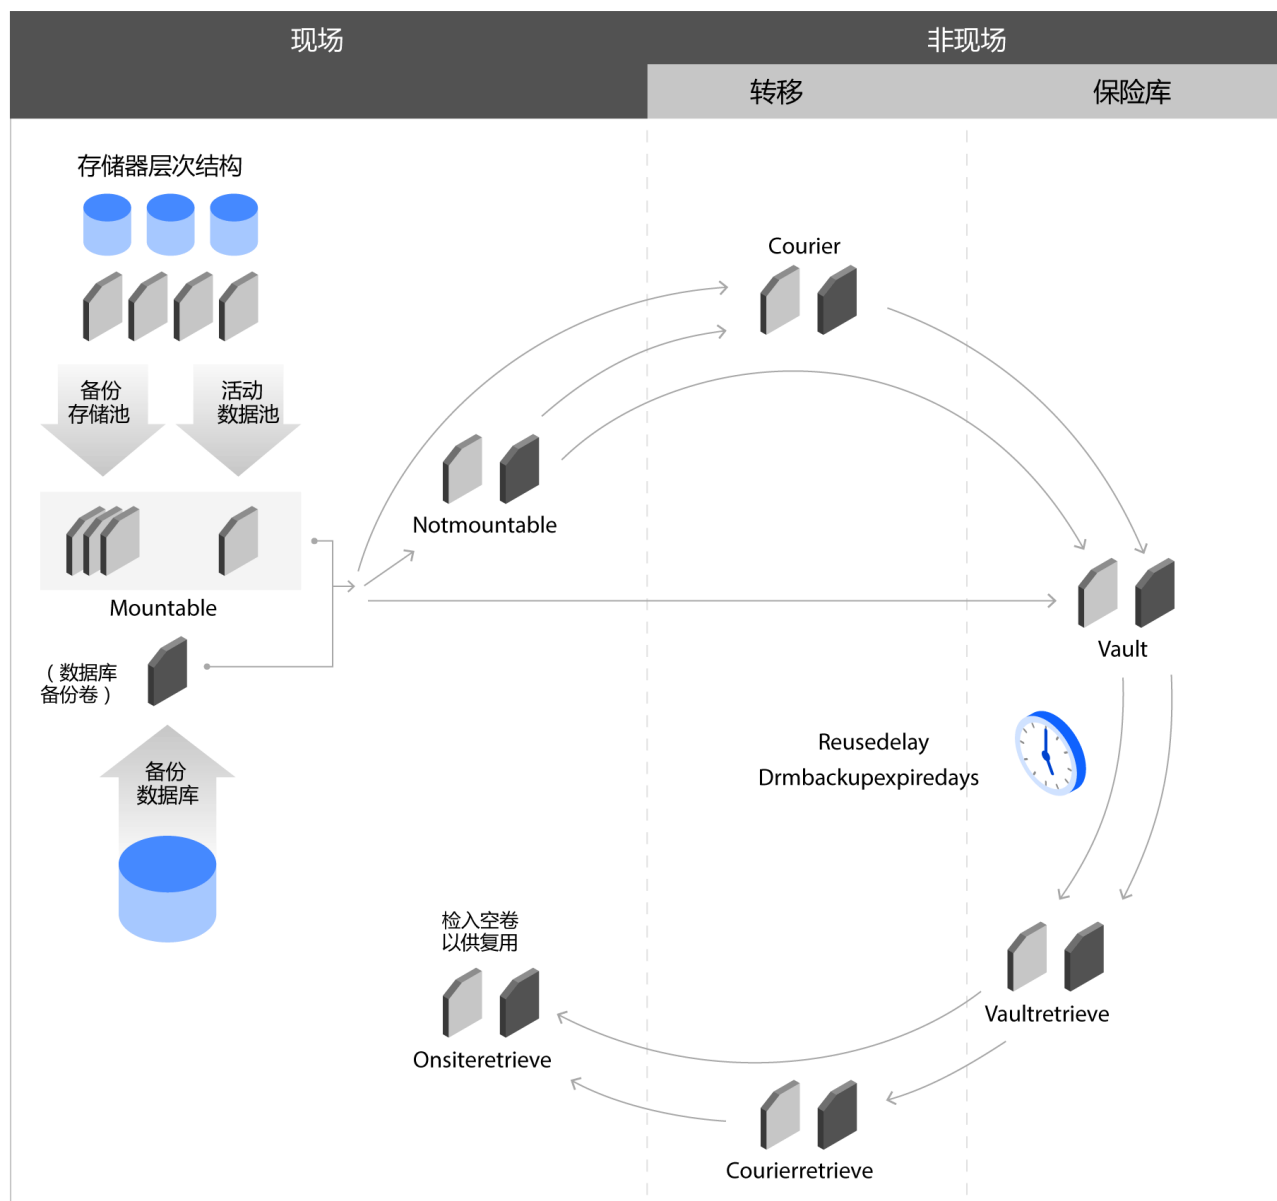 现场
非现场
转移
保险库
存储器层次结构
备份
存储池
活动
数据池
Courier
Notmountable
Mountable
（数据库
备份卷）
备份
数据库
Vault
Reusedelay
Drmbackupexpiredays
检入空卷
以供复用
Onsiteretrieve
Vaultretrieve
Courierretrieve